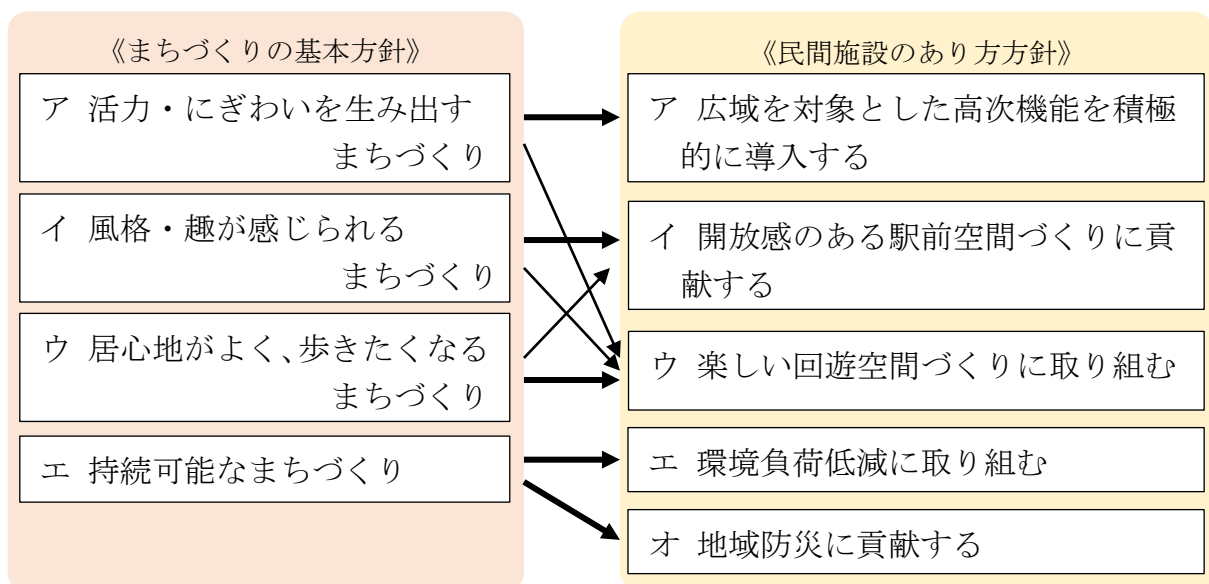 《まちづくりの基本方針》
ア 活力・にぎわいを生み出す
まちづくり
イ 風格・趣が感じられる
まちづくり
ウ 居心地がよく、歩きたくなる
まちづくり
エ 持続可能なまちづくり
《民間施設のあり方方針》
ア 広域を対象とした高次機能を積極
的に導入する
イ 開放感のある駅前空間づくりに貢
献する
ウ 楽しい回遊空間づくりに取り組む
エ 環境負荷低減に取り組む
オ 地域防災に貢献する